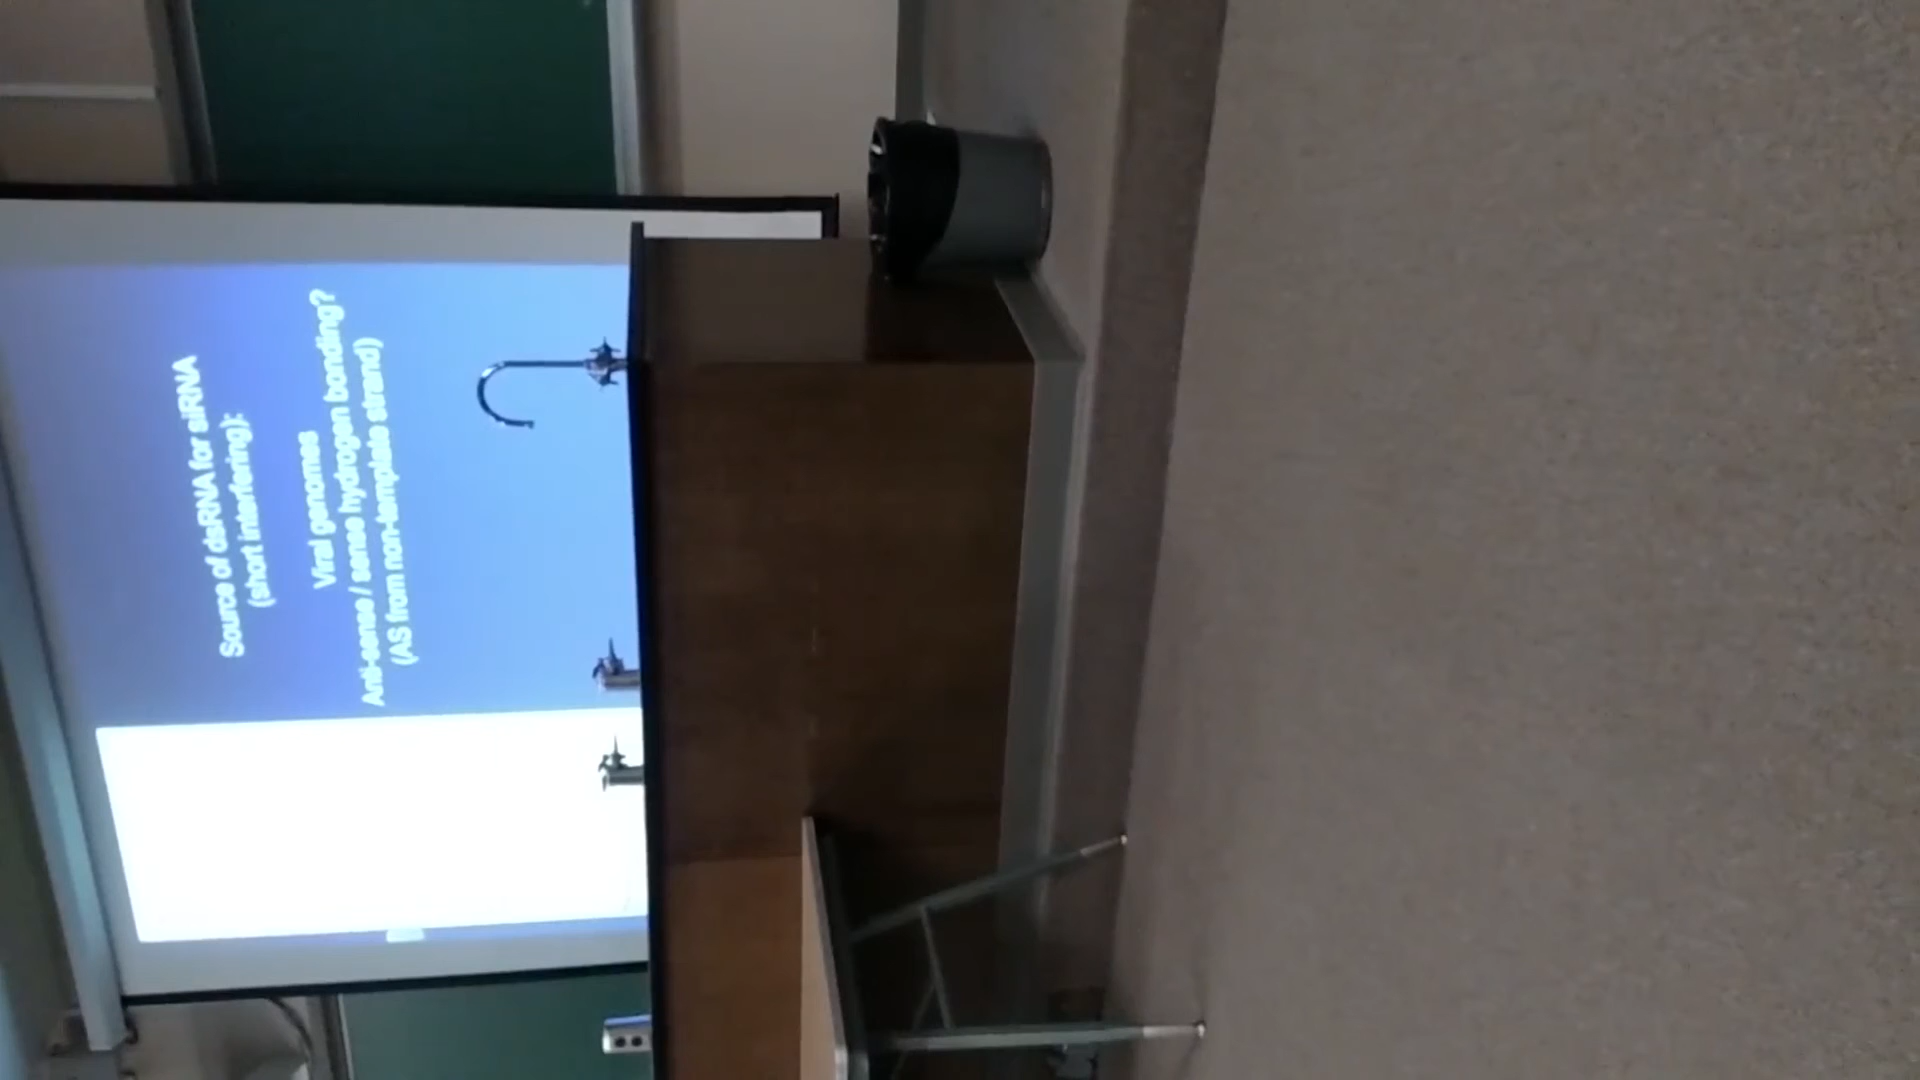 Source of dsRNA for siRNA
(short interfering):
Viral genomes
Anti-sense / sense hydrogen bonding?
(AS from non-template strand)